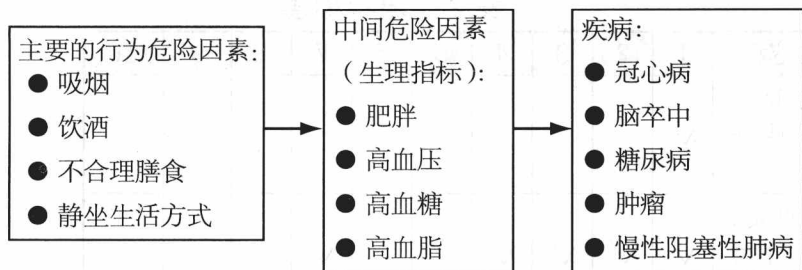 主要的行为危险因素:
● 吸烟
● 饮酒
● 不合理膳食
● 静坐生活方式
中间危险因素
（生理指标）:
● 肥胖
● 高血压
● 高血糖
● 高血脂
疾病:
● 冠心病
● 脑卒中
● 糖尿病
● 肿瘤
● 慢性阻塞性肺病